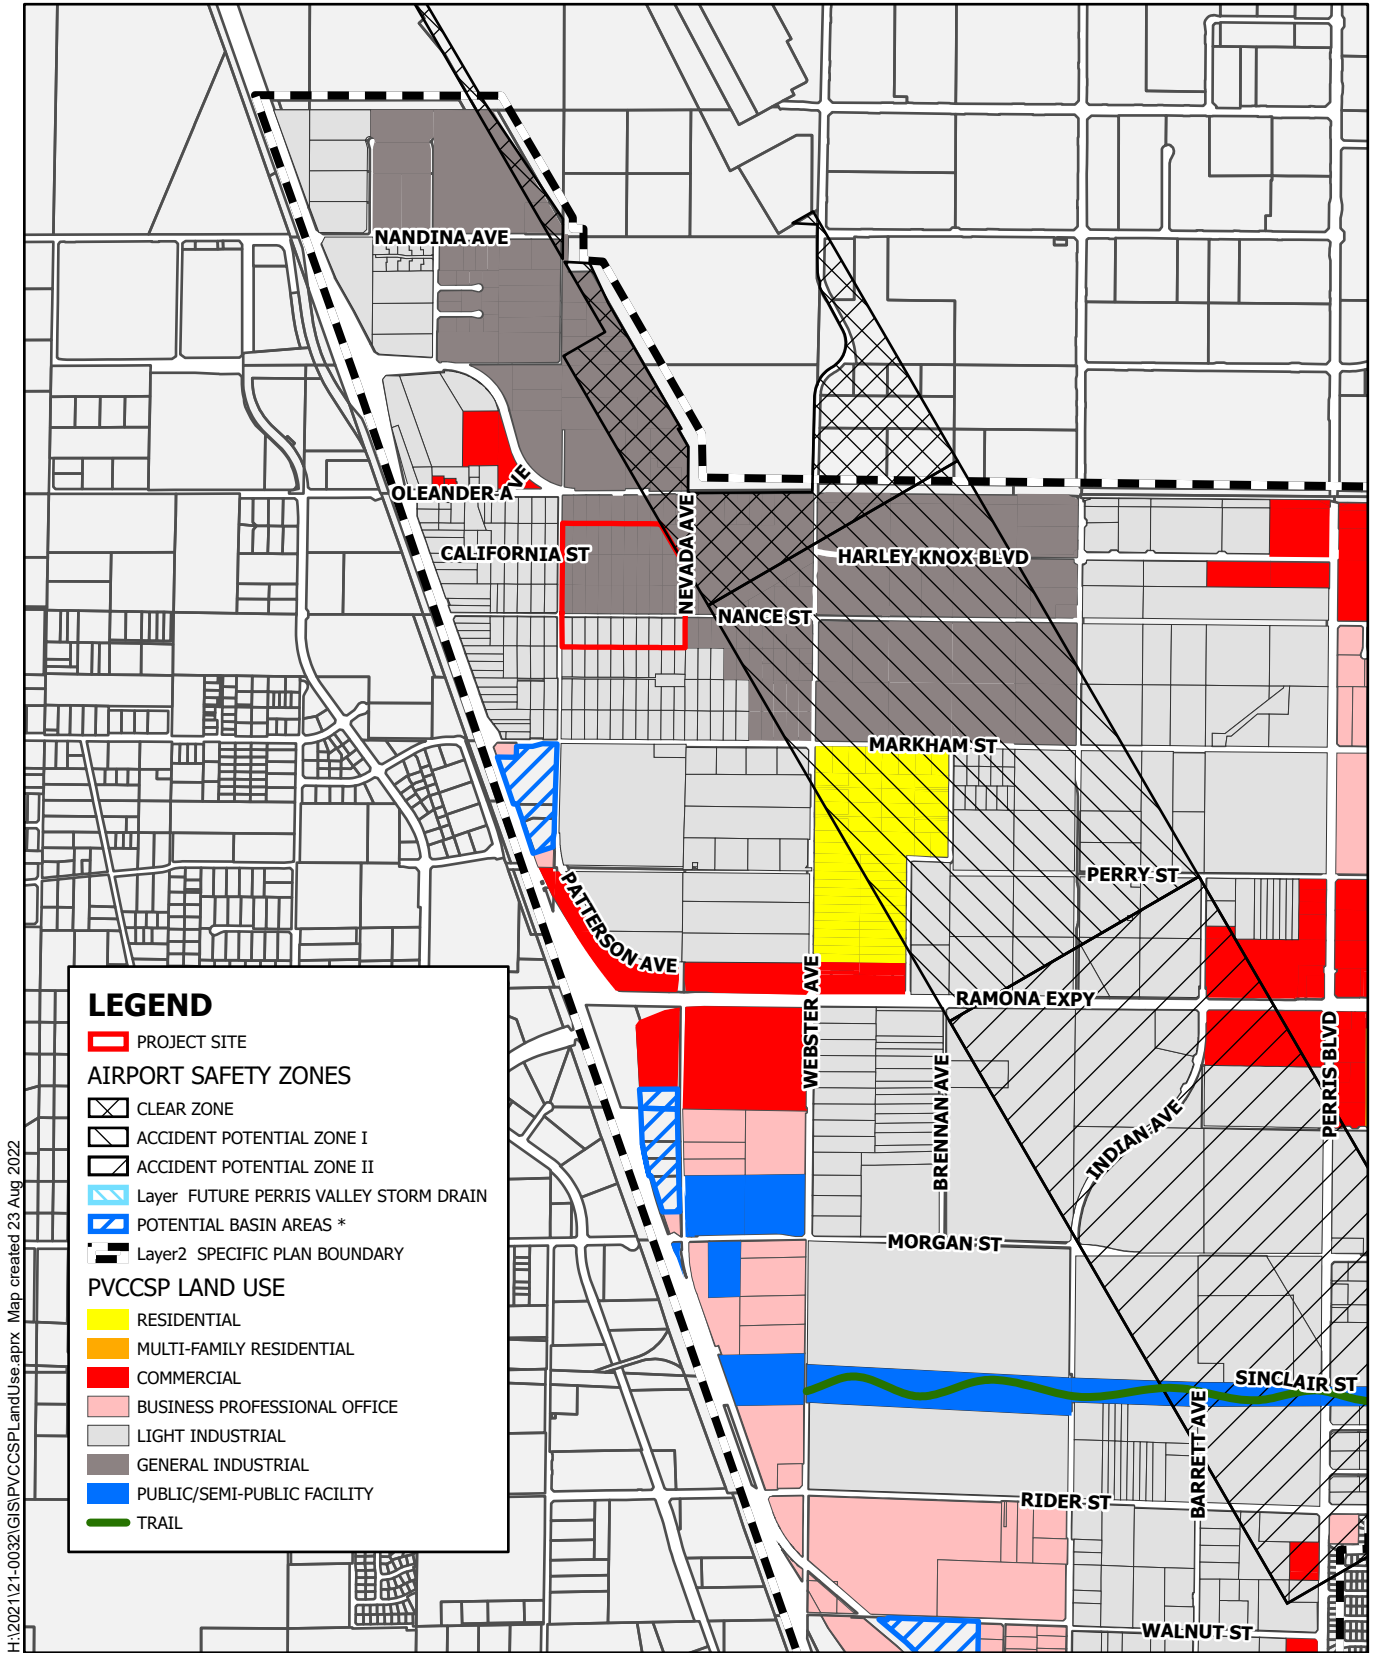 NANDINA AVE
OLEANDER AVE
CALIFORNIA ST
NEVADA AVE
HARLEY KNOX BLVD
NANCE ST
MARKHAM ST
PERRY ST
PATTERSON AVE
WEBSTER AVE
RAMONA EXPY
PERRIS BLVD
BRENNAN AVE
INDIAN AVE
MORGAN ST
SINCLAIR ST
BARRETT AVE
RIDER ST
WALNUT ST
LEGEND
PROJECT SITE
AIRPORT SAFETY ZONES
CLEAR ZONE
ACCIDENT POTENTIAL ZONE I
ACCIDENT POTENTIAL ZONE II
Layer FUTURE PERRIS VALLEY STORM DRAIN
POTENTIAL BASIN AREAS *
Layer2 SPECIFIC PLAN BOUNDARY
PVCCSP LAND USE
RESIDENTIAL
MULTI-FAMILY RESIDENTIAL
COMMERCIAL
BUSINESS PROFESSIONAL OFFICE
LIGHT INDUSTRIAL
GENERAL INDUSTRIAL
PUBLIC/SEMI-PUBLIC FACILITY
TRAIL
H:\2021\21-0032\GIS\PVCCSPLandUse.aprx Map created 23 Aug 2022